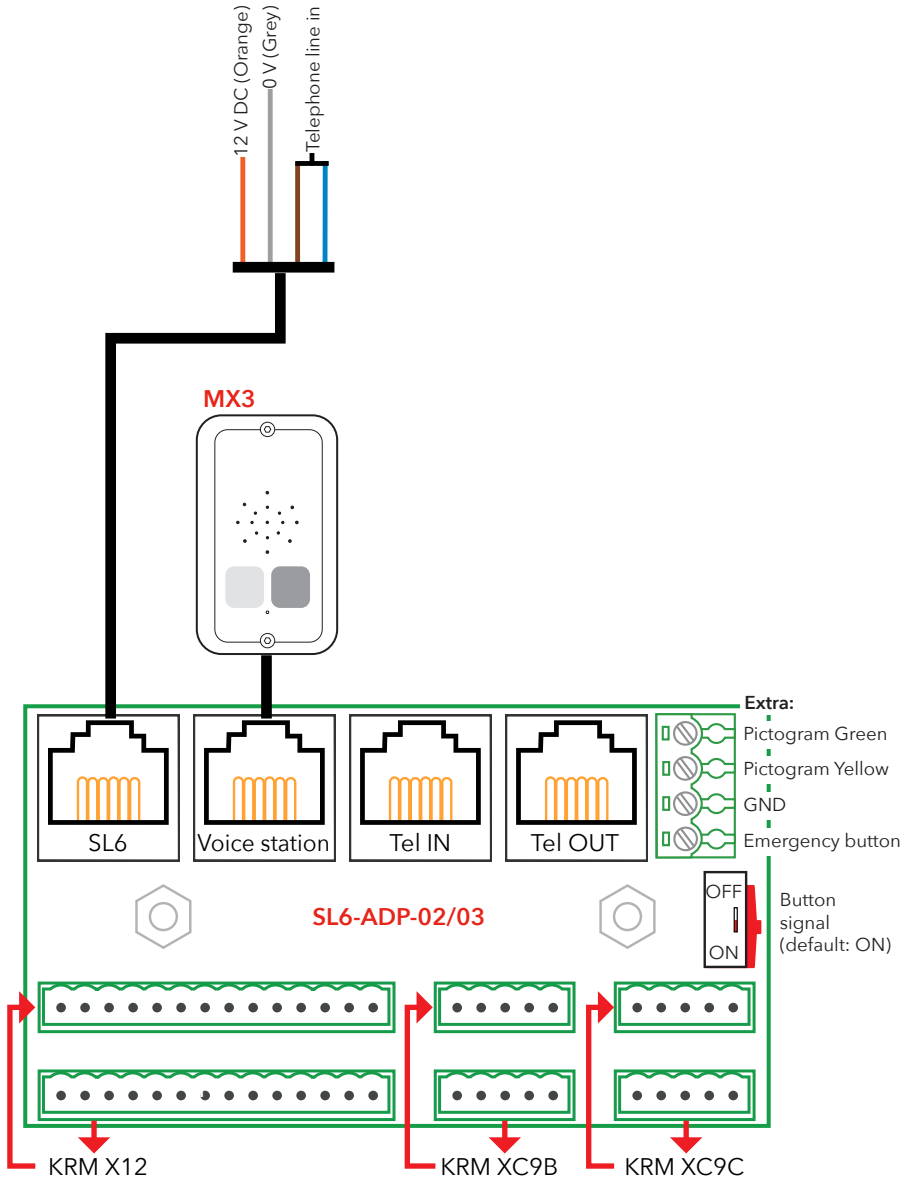 12 V DC (Orange)
0 V (Grey)
Telephone line in
MX3
Extra:
Pictogram Green
Pictogram Yellow
GND
Emergency button
SL6
Voice station
Tel IN
Tel OUT
SL6-ADP-02/03
OFF
ON
Button
signal
(default: ON)
KRM X12
KRM XC9B
KRM XC9C